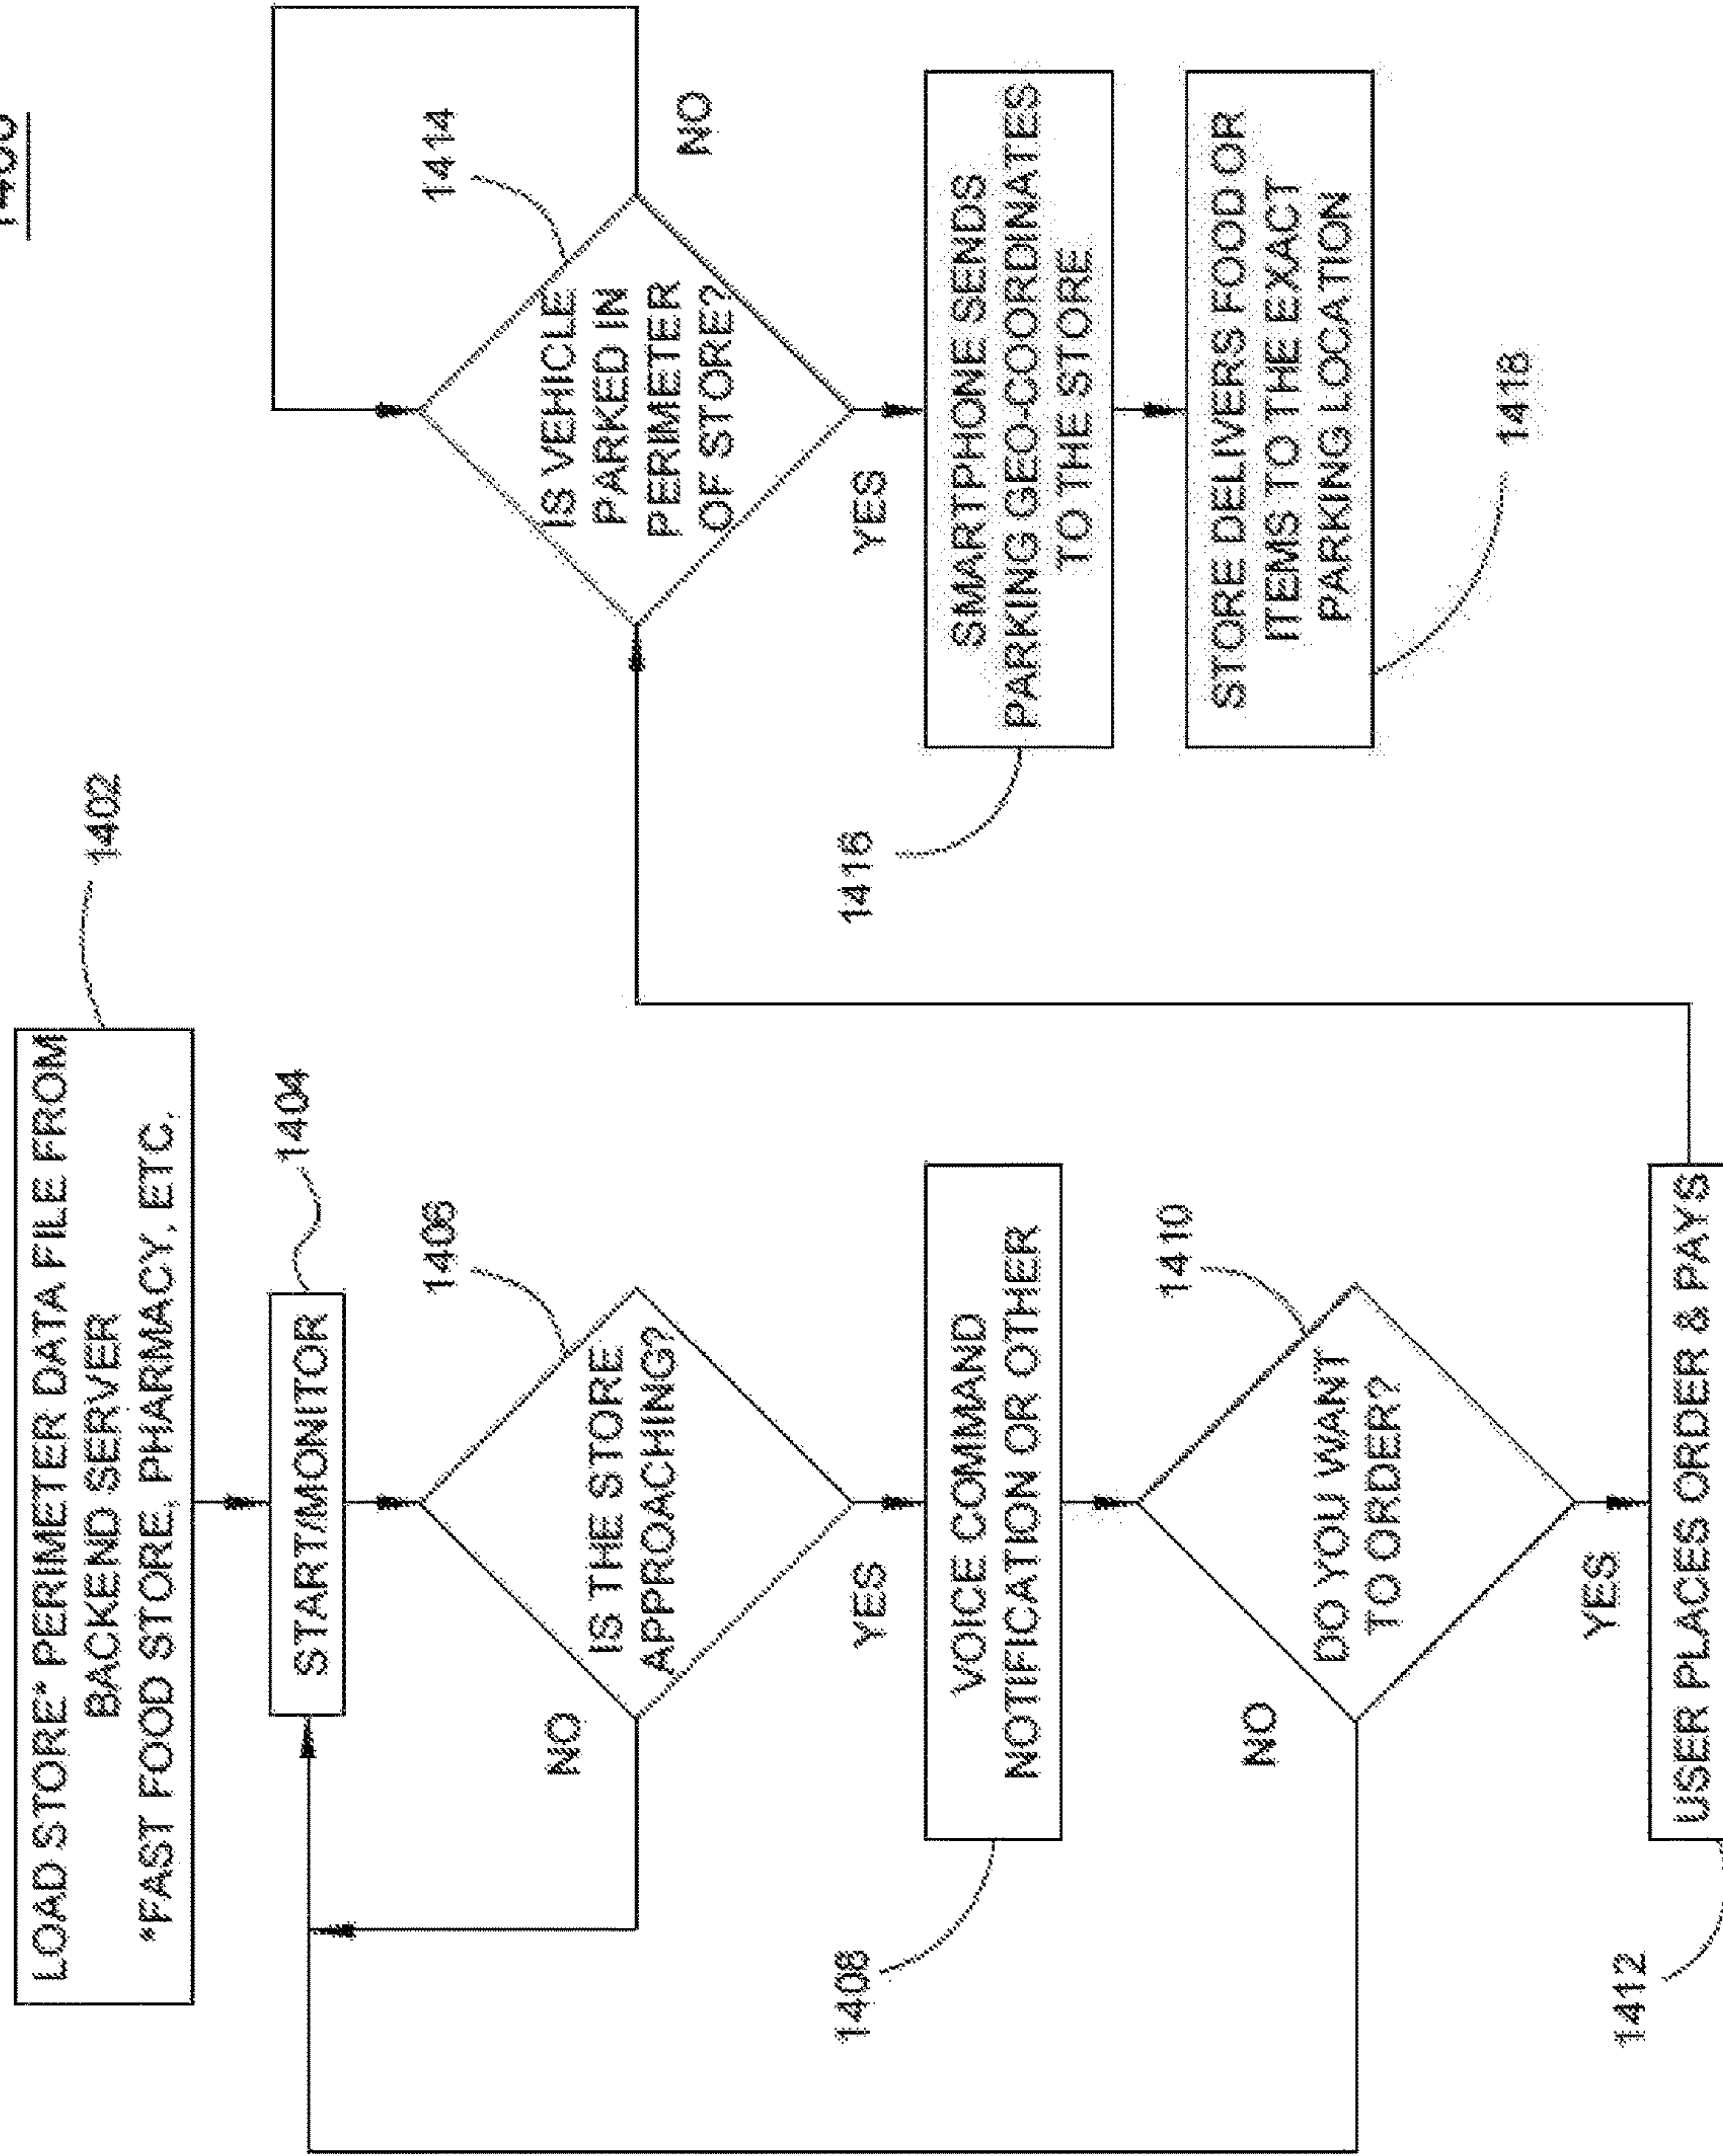 1400
LOAD STORE* PERIMETER DATA FILE FROM
BACKEND SERVER
*FAST FOOD STORE, PHARMACY, ETC.
1402
START/MONITOR
1404
IS THE STORE
APPROACHING?
1406
NO
YES
VOICE COMMAND
NOTIFICATION OR OTHER
1408
DO YOU WANT
TO ORDER?
1410
NO
YES
USER PLACES ORDER & PAYS
1412
IS VEHICLE
PARKED IN
PERIMETER
OF STORE?
1414
NO
YES
SMARTPHONE SENDS
PARKING GEO-COORDINATES
TO THE STORE
1416
STORE DELIVERS FOOD OR
ITEMS TO THE EXACT
PARKING LOCATION
1418